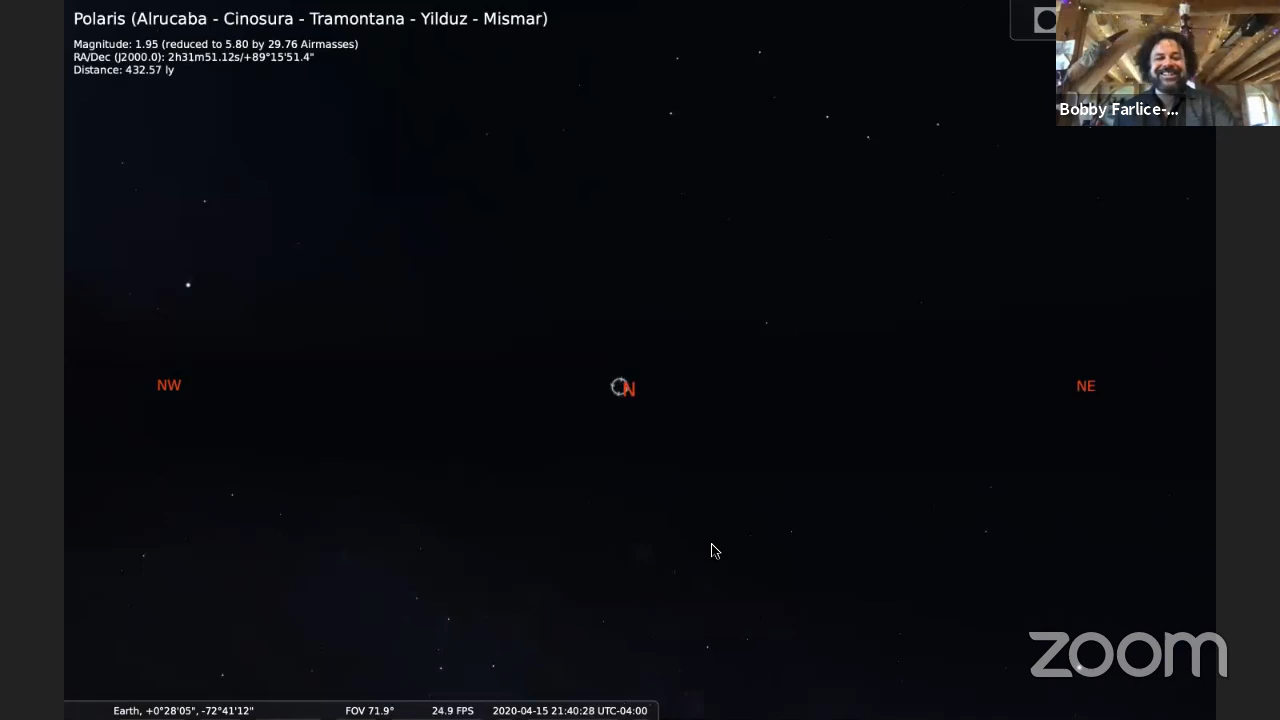 Polaris (Alrucaba - Cinosura - Tramontana - Yilduz - Mismar)
Magnitude: 1.95 (reduced to 5.80 by 29.76 Airmasses)
RA/Dec (J2000.0): 2h31m51.12s/+89°15'51.4"
Distance: 432.57 ly
Bobby Farlice-...
NW
N
NE
zoom
Earth, +0°28'05", -72°41'12" FOV 71.9° 24.9 FPS 2020-04-15 21:40:28 UTC-04:00